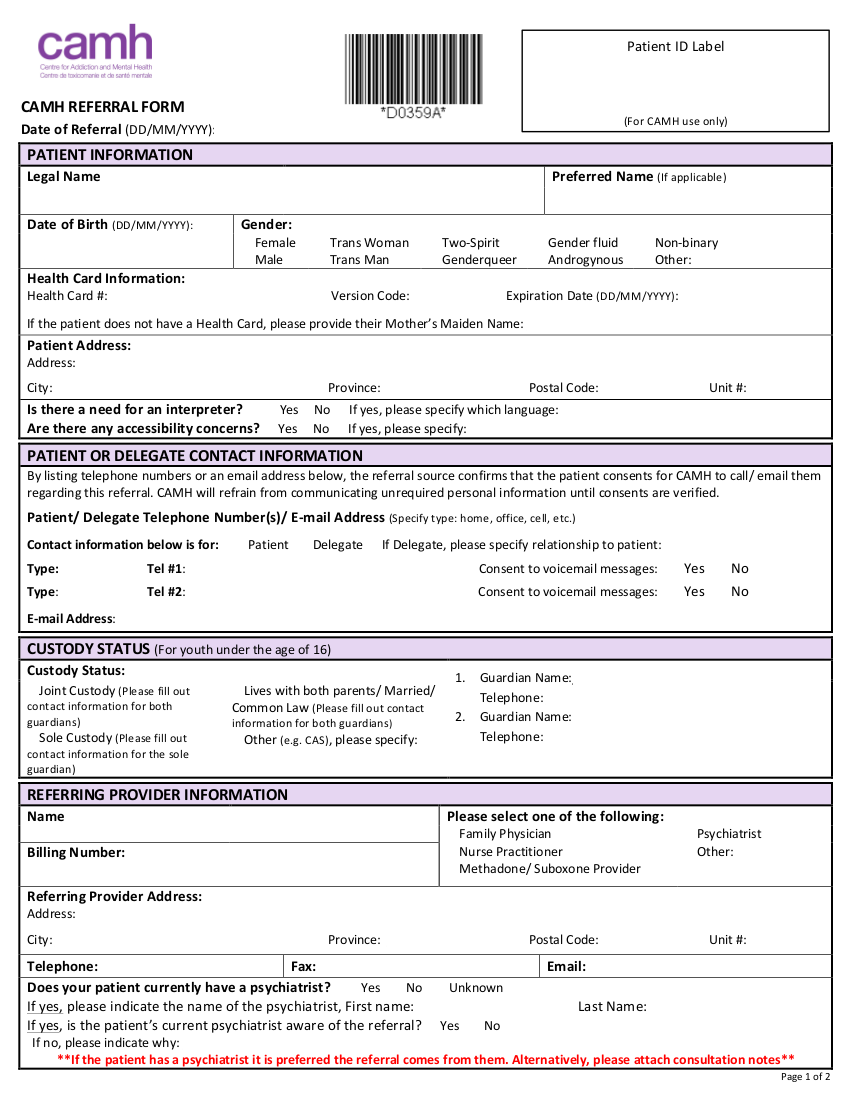 camh
Centre for Addiction and Mental Health
Centre de toxicomanie et de santé mentale
*D0359A*
Patient ID Label
(For CAMH use only)
CAMH REFERRAL FORM
Date of Referral (DD/MM/YYYY):
PATIENT INFORMATION
Legal Name
Preferred Name (If applicable)
Date of Birth (DD/MM/YYYY):
Gender:
Female Trans Woman Two-Spirit Gender fluid Non-binary
Male Trans Man Genderqueer Androgynous Other:
Health Card Information:
Health Card #: Version Code: Expiration Date (DD/MM/YYYY):
If the patient does not have a Health Card, please provide their Mother's Maiden Name:
Patient Address:
Address:
City: Province: Postal Code: Unit #:
Is there a need for an interpreter? Yes No If yes, please specify which language:
Are there any accessibility concerns? Yes No If yes, please specify:
PATIENT OR DELEGATE CONTACT INFORMATION
By listing telephone numbers or an email address below, the referral source confirms that the patient consents for CAMH to call/ email them
regarding this referral. CAMH will refrain from communicating unrequired personal information until consents are verified.
Patient/ Delegate Telephone Number(s)/ E-mail Address (Specify type: home, office, cell, etc.)
Contact information below is for: Patient Delegate If Delegate, please specify relationship to patient:
Type: Tel #1: Consent to voicemail messages: Yes No
Type: Tel #2: Consent to voicemail messages: Yes No
E-mail Address:
CUSTODY STATUS (For youth under the age of 16)
Custody Status:
Joint Custody (Please fill out
contact information for both
guardians)
Sole Custody (Please fill out
contact information for the sole
guardian)
Lives with both parents/ Married/
Common Law (Please fill out contact
information for both guardians)
Other (e.g. CAS), please specify:
1. Guardian Name:
Telephone:
2. Guardian Name:
Telephone:
REFERRING PROVIDER INFORMATION
Name
Billing Number:
Please select one of the following:
Family Physician Psychiatrist
Nurse Practitioner Other:
Methadone/ Suboxone Provider
Referring Provider Address:
Address:
City: Province: Postal Code: Unit #:
Telephone: Fax: Email:
Does your patient currently have a psychiatrist? Yes No Unknown
If yes, please indicate the name of the psychiatrist, First name: Last Name:
If yes, is the patient's current psychiatrist aware of the referral? Yes No
If no, please indicate why:
**If the patient has a psychiatrist it is preferred the referral comes from them. Alternatively, please attach consultation notes**
Page 1 of 2